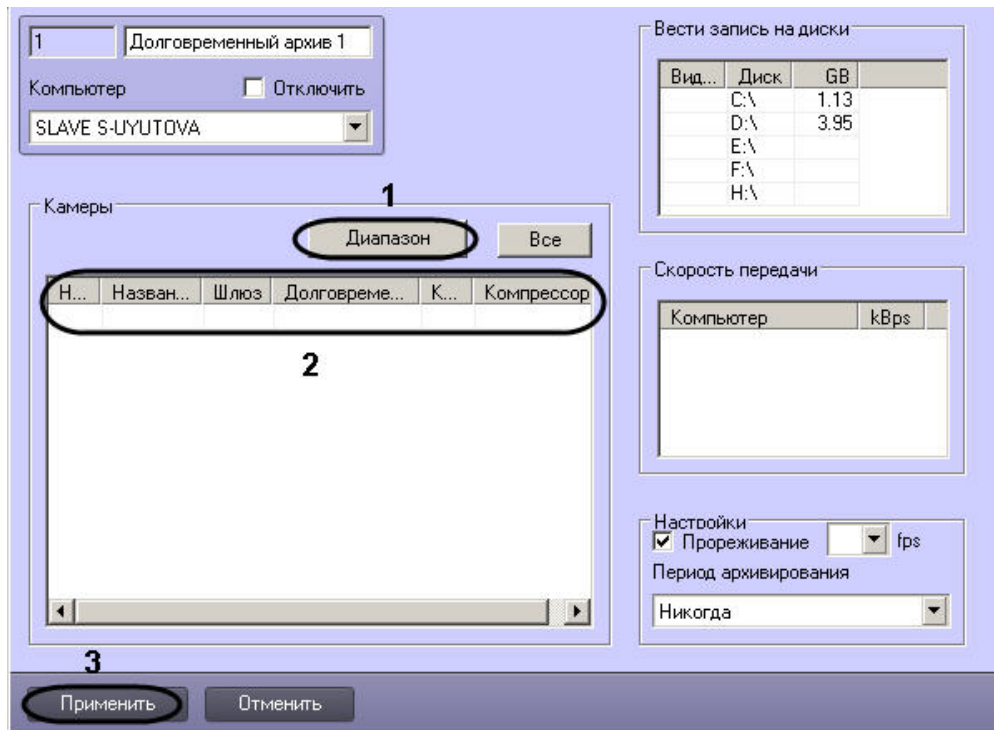 1 Долговременный архив 1
Компьютер Отключить
SLAVE S-UYUTOVA
Вести запись на диски
Вид... Диск GB
C:\ 1.13
D:\ 3.95
E:\
F:\
H:\
1
Камеры
Диапазон Все
Н... Назван... Шлюз Долговреме... К... Компрессор
2
Скорость передачи
Компьютер kBps
Настройки
Прореживание fps
Период архивирования
Никогда
3
Применить Отменить